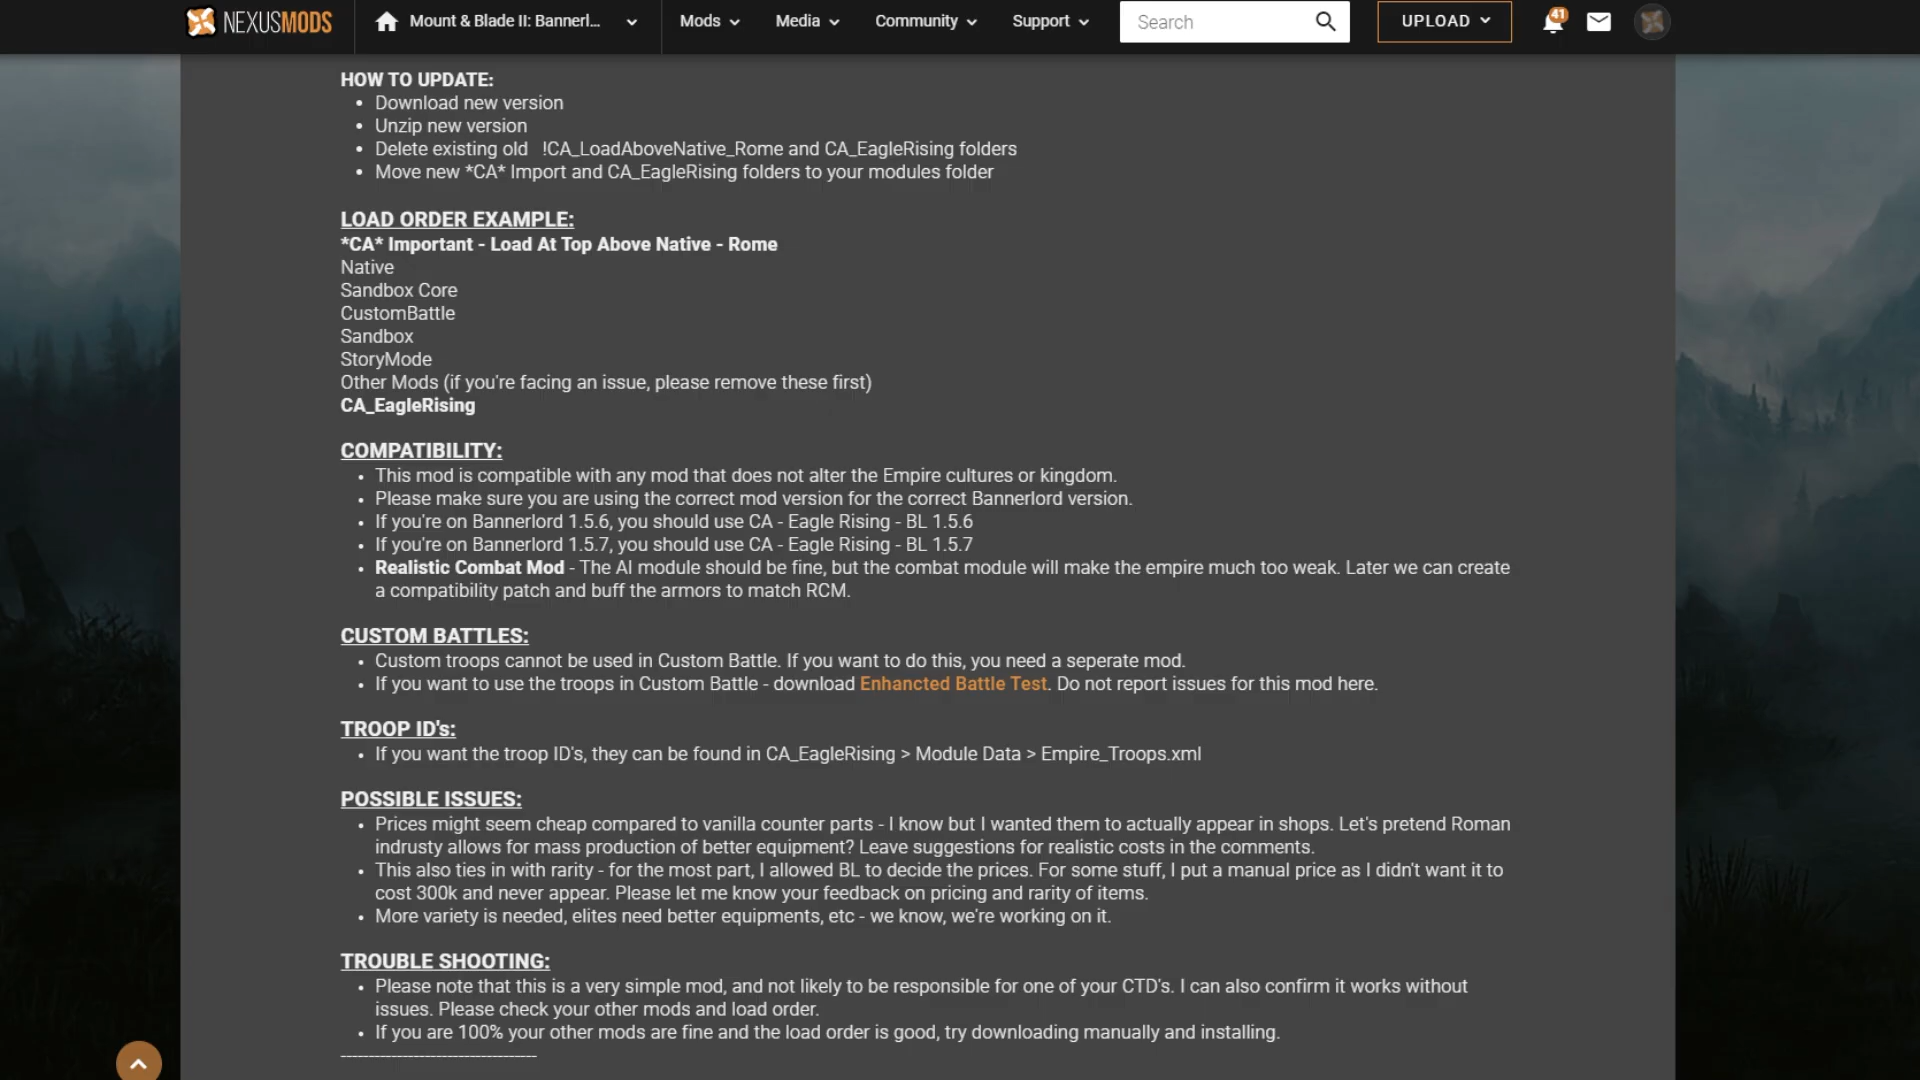 NEXUSMODS
Mount & Blade II: Bannerl...
Mods
Media
Community
Support
Search
UPLOAD
41
HOW TO UPDATE:
• Download new version
• Unzip new version
• Delete existing old !CA_LoadAboveNative_Rome and CA_EagleRising folders
• Move new *CA* Import and CA_EagleRising folders to your modules folder
LOAD ORDER EXAMPLE:
*CA* Important - Load At Top Above Native - Rome
Native
Sandbox Core
CustomBattle
Sandbox
StoryMode
Other Mods (if you're facing an issue, please remove these first)
CA_EagleRising
COMPATIBILITY:
• This mod is compatible with any mod that does not alter the Empire cultures or kingdom.
• Please make sure you are using the correct mod version for the correct Bannerlord version.
• If you're on Bannerlord 1.5.6, you should use CA - Eagle Rising - BL 1.5.6
• If you're on Bannerlord 1.5.7, you should use CA - Eagle Rising - BL 1.5.7
• Realistic Combat Mod - The AI module should be fine, but the combat module will make the empire much too weak. Later we can create
a compatibility patch and buff the armors to match RCM.
CUSTOM BATTLES:
• Custom troops cannot be used in Custom Battle. If you want to do this, you need a seperate mod.
• If you want to use the troops in Custom Battle - download Enhancted Battle Test. Do not report issues for this mod here.
TROOP ID's:
• If you want the troop ID's, they can be found in CA_EagleRising > Module Data > Empire_Troops.xml
POSSIBLE ISSUES:
• Prices might seem cheap compared to vanilla counter parts - I know but I wanted them to actually appear in shops. Let's pretend Roman
indrusty allows for mass production of better equipment? Leave suggestions for realistic costs in the comments.
• This also ties in with rarity - for the most part, I allowed BL to decide the prices. For some stuff, I put a manual price as I didn't want it to
cost 300k and never appear. Please let me know your feedback on pricing and rarity of items.
• More variety is needed, elites need better equipments, etc - we know, we're working on it.
TROUBLE SHOOTING:
• Please note that this is a very simple mod, and not likely to be responsible for one of your CTD's. I can also confirm it works without
issues. Please check your other mods and load order.
• If you are 100% your other mods are fine and the load order is good, try downloading manually and installing.
-----------------------------------